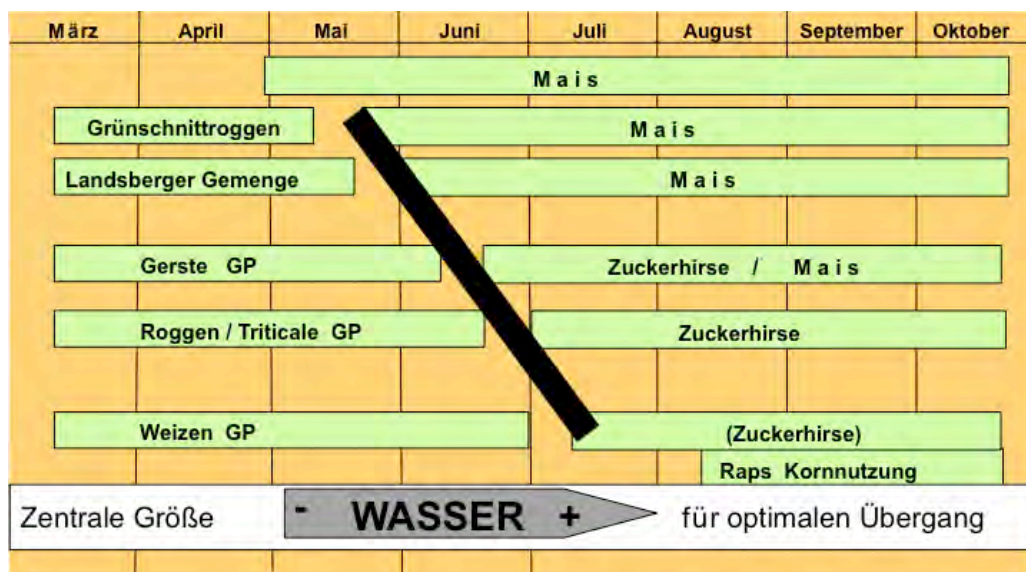 März April Mai Juni Juli August September Oktober
M a i s
Grünschnittroggen M a i s
Landsberger Gemenge M a i s
Gerste GP Zuckerhirse / M a i s
Roggen / Triticale GP Zuckerhirse
Weizen GP (Zuckerhirse)
Raps Kornnutzung
Zentrale Größe - WASSER + für optimalen Übergang